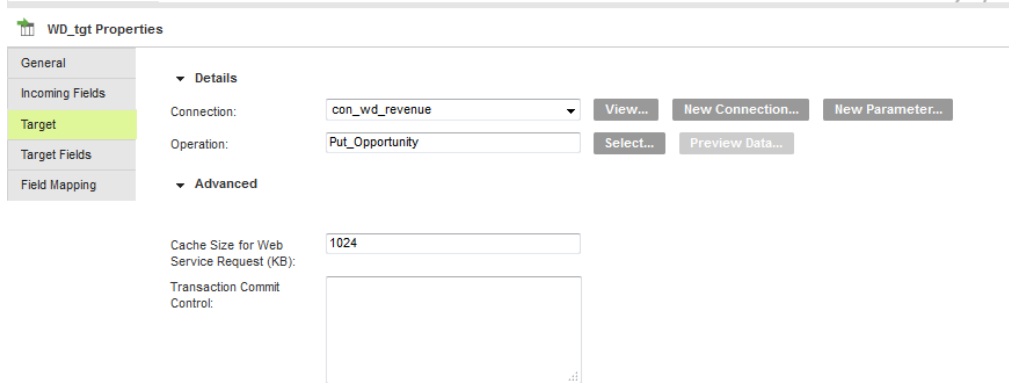 WD_tgt Properties
General
Incoming Fields
Target
Target Fields
Field Mapping
Details
Connection: con_wd_revenue View... New Connection... New Parameter...
Operation: Put_Opportunity Select... Preview Data...
Advanced
Cache Size for Web 1024
Service Request (KB):
Transaction Commit
Control: